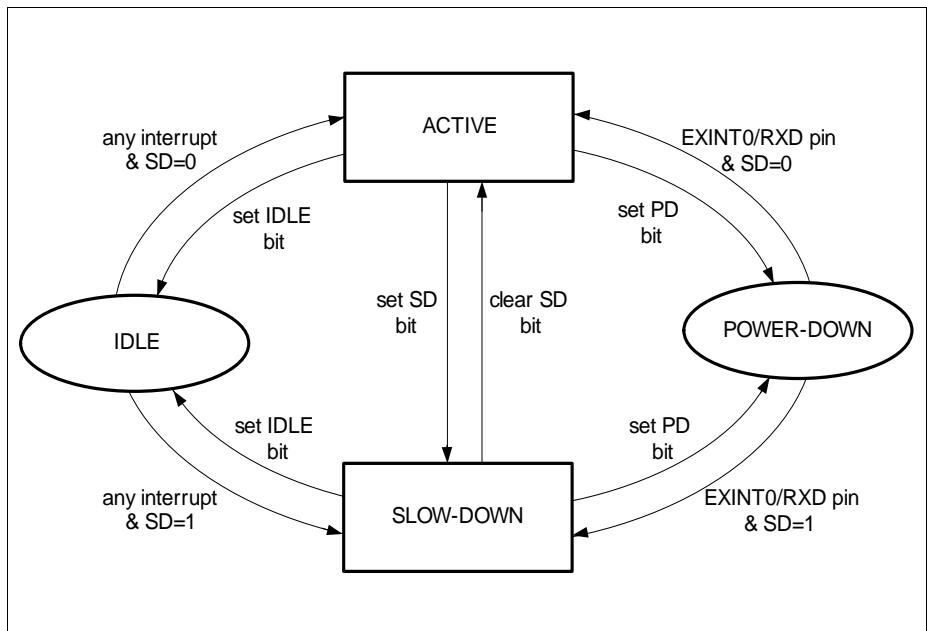 ACTIVE
any interrupt
& SD=0
EXINT0/RXD pin
& SD=0
set IDLE
bit
set PD
bit
set SD
bit
clear SD
bit
IDLE
POWER-DOWN
set IDLE
bit
set PD
bit
any interrupt
& SD=1
SLOW-DOWN
EXINT0/RXD pin
& SD=1